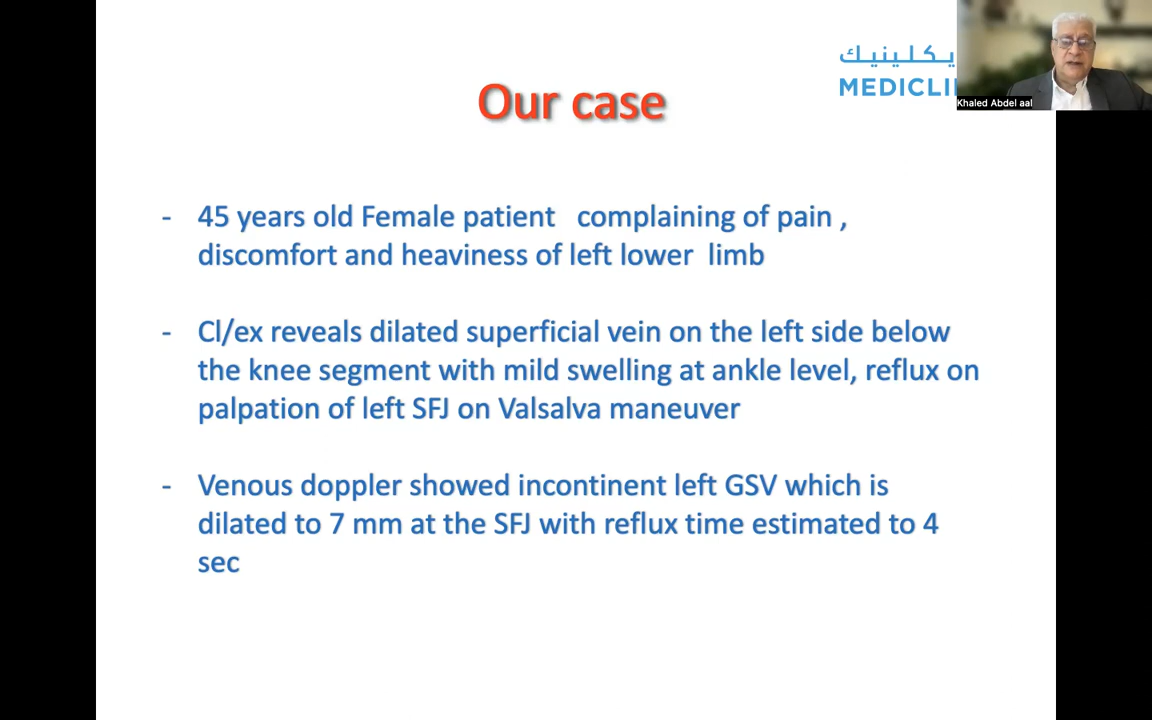 يكلينيك
MEDICLI
Khaled Abdel aal
Our case
- 45 years old Female patient complaining of pain ,
discomfort and heaviness of left lower limb
- Cl/ex reveals dilated superficial vein on the left side below
the knee segment with mild swelling at ankle level, reflux on
palpation of left SFJ on Valsalva maneuver
- Venous doppler showed incontinent left GSV which is
dilated to 7 mm at the SFJ with reflux time estimated to 4
sec